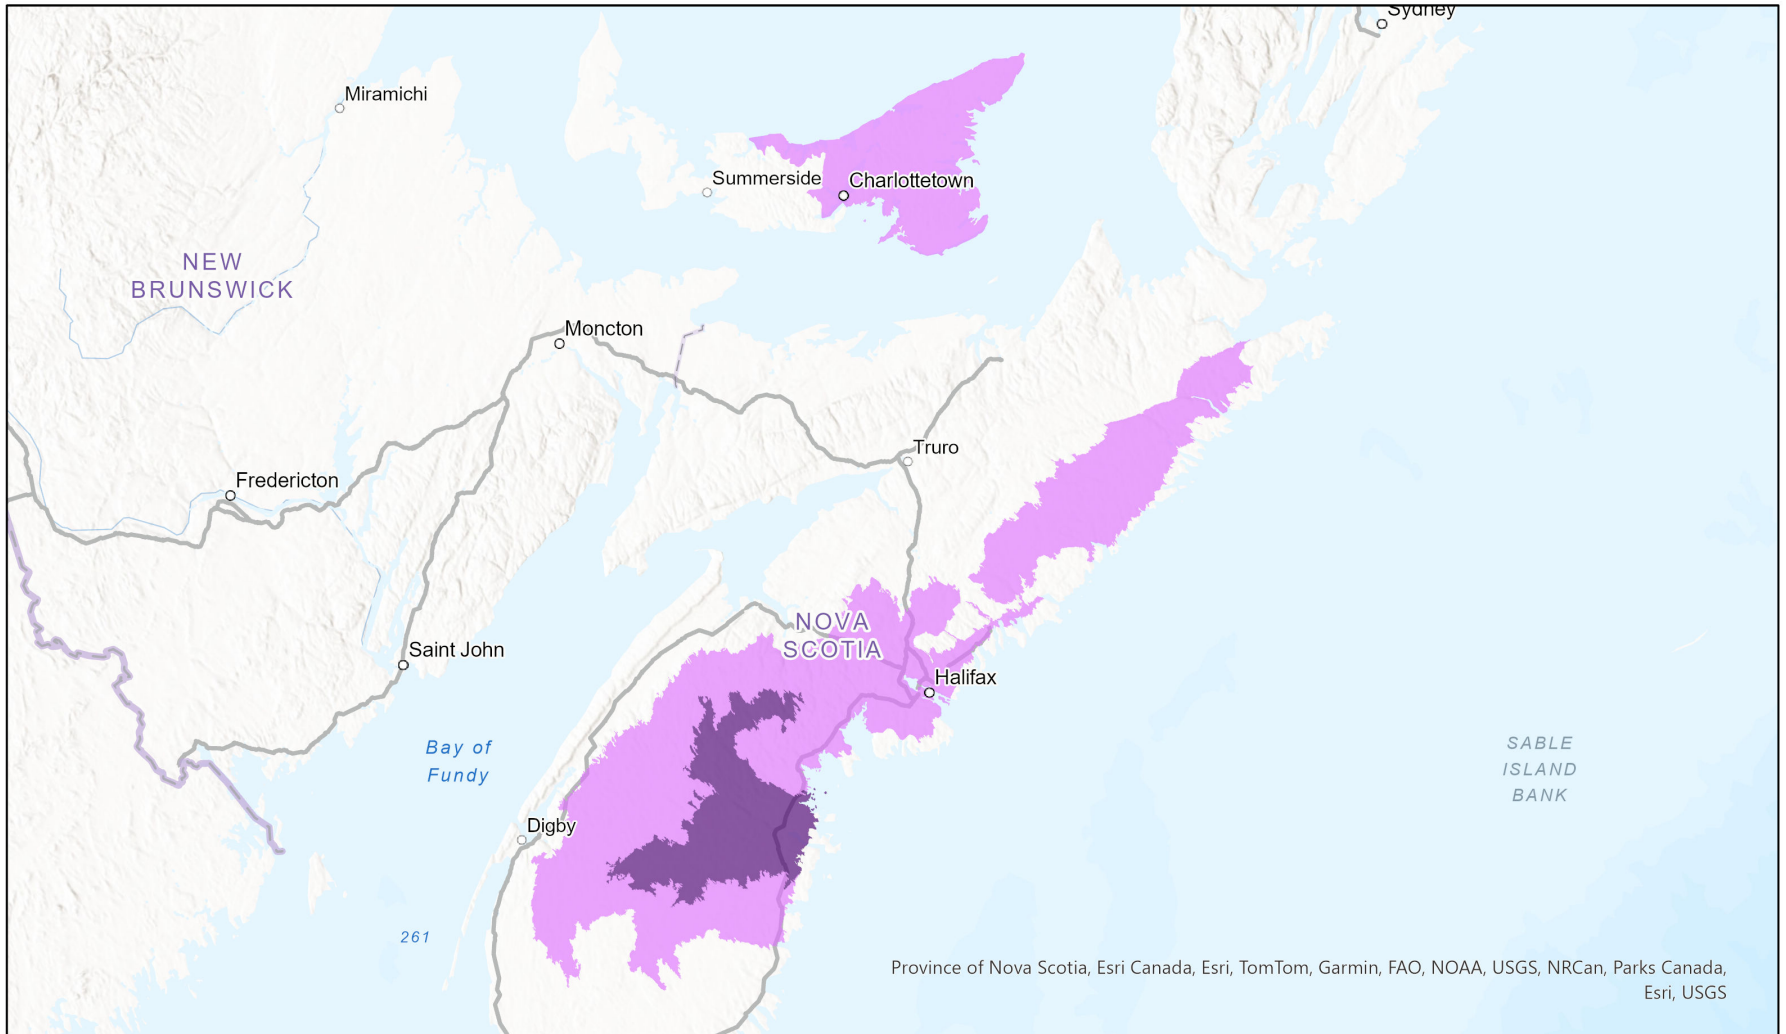 Sydney
Miramichi
Summerside
Charlottetown
NEW
BRUNSWICK
Moncton
Truro
Fredericton
NOVA
SCOTIA
Saint John
Halifax
Bay of
Fundy
SABLE
ISLAND
BANK
Digby
261
Province of Nova Scotia, Esri Canada, Esri, TomTom, Garmin, FAO, NOAA, USGS, NRCan, Parks Canada,
Esri, USGS